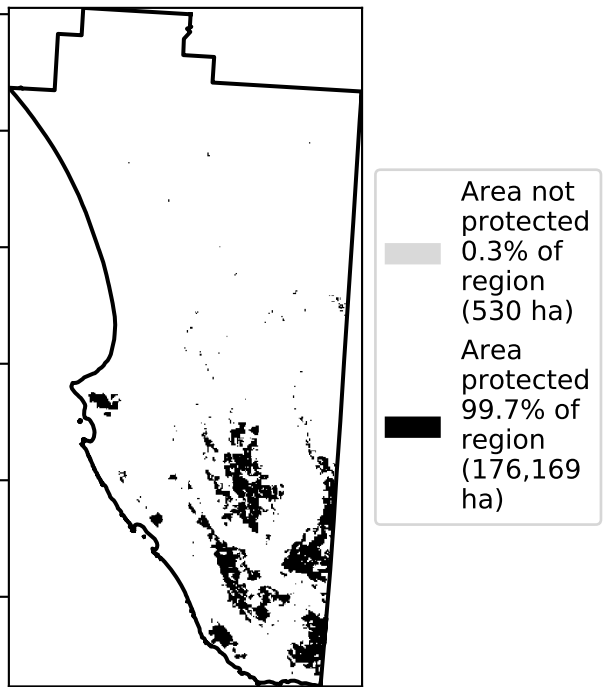 Area not
protected
0.3% of
region
(530 ha)
Area
protected
99.7% of
region
(176,169
ha)